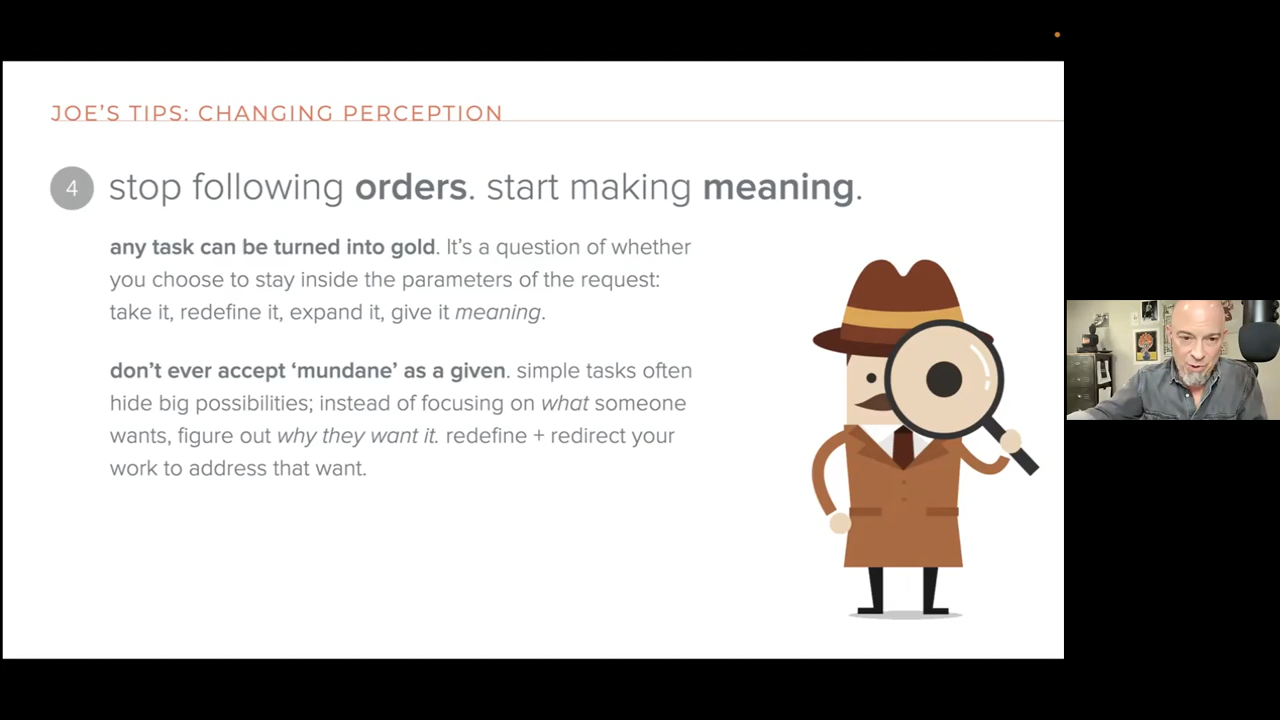 JOE’S TIPS: CHANGING PERCEPTION
4 stop following orders. start making meaning.
any task can be turned into gold. It’s a question of whether
you choose to stay inside the parameters of the request:
take it, redefine it, expand it, give it meaning.
don’t ever accept ‘mundane’ as a given. simple tasks often
hide big possibilities; instead of focusing on what someone
wants, figure out why they want it. redefine + redirect your
work to address that want.